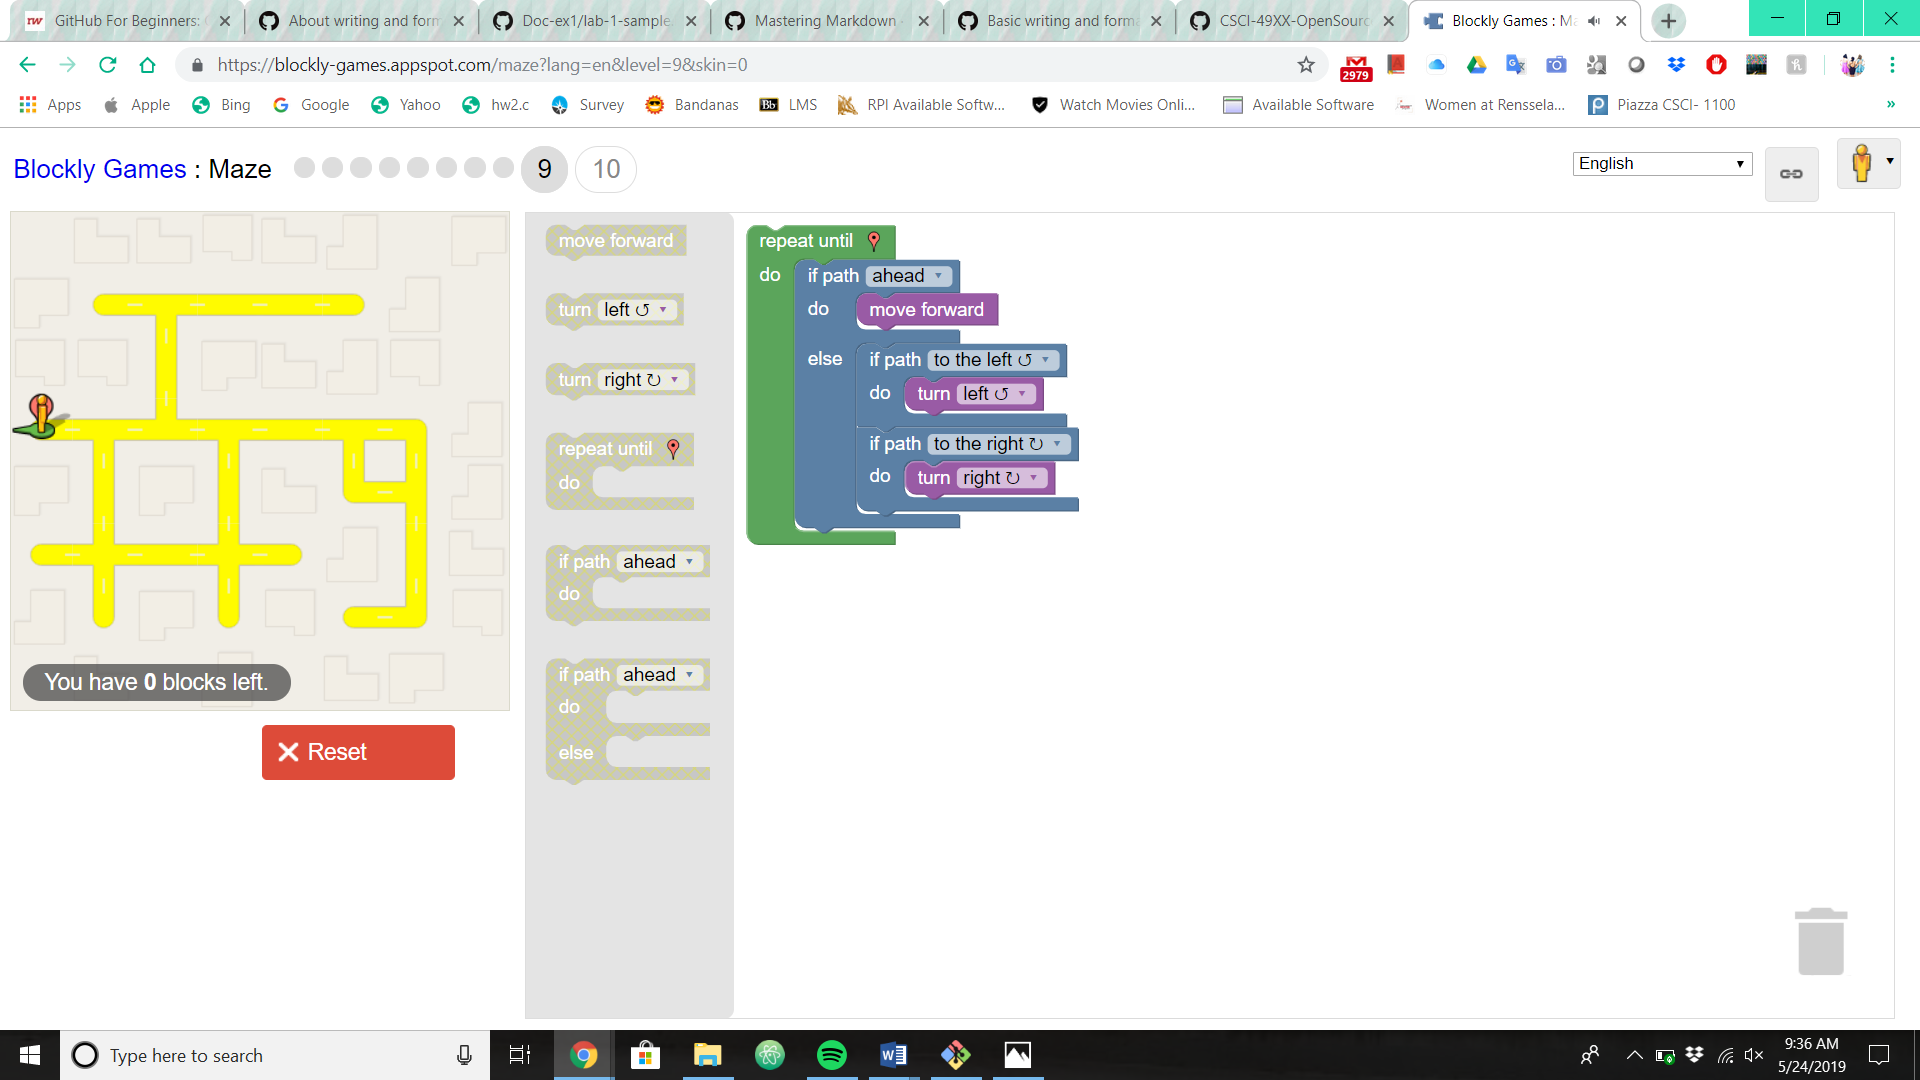 GitHub For Beginners:
About writing and form
Doc-ex1/lab-1-sample
Mastering Markdown
Basic writing and forma
CSCI-49XX-OpenSourc
Blockly Games : M
https://blockly-games.appspot.com/maze?lang=en&level=9&skin=0
2979
Apps
Apple
Bing
Google
Yahoo
hw2.c
Survey
Bandanas
Bb LMS
RPI Available Softw...
Watch Movies Onli...
Available Software
Women at Renssela...
Piazza CSCI- 1100
»
Blockly Games : Maze
9
10
English
move forward
turn left ↺
turn right ↻
repeat until
do
if path ahead
do
if path ahead
do
else
repeat until
do
if path ahead
do
move forward
else
if path to the left ↺
do
turn left ↺
if path to the right ↻
do
turn right ↻
You have 0 blocks left.
Reset
Type here to search
9:36 AM
5/24/2019